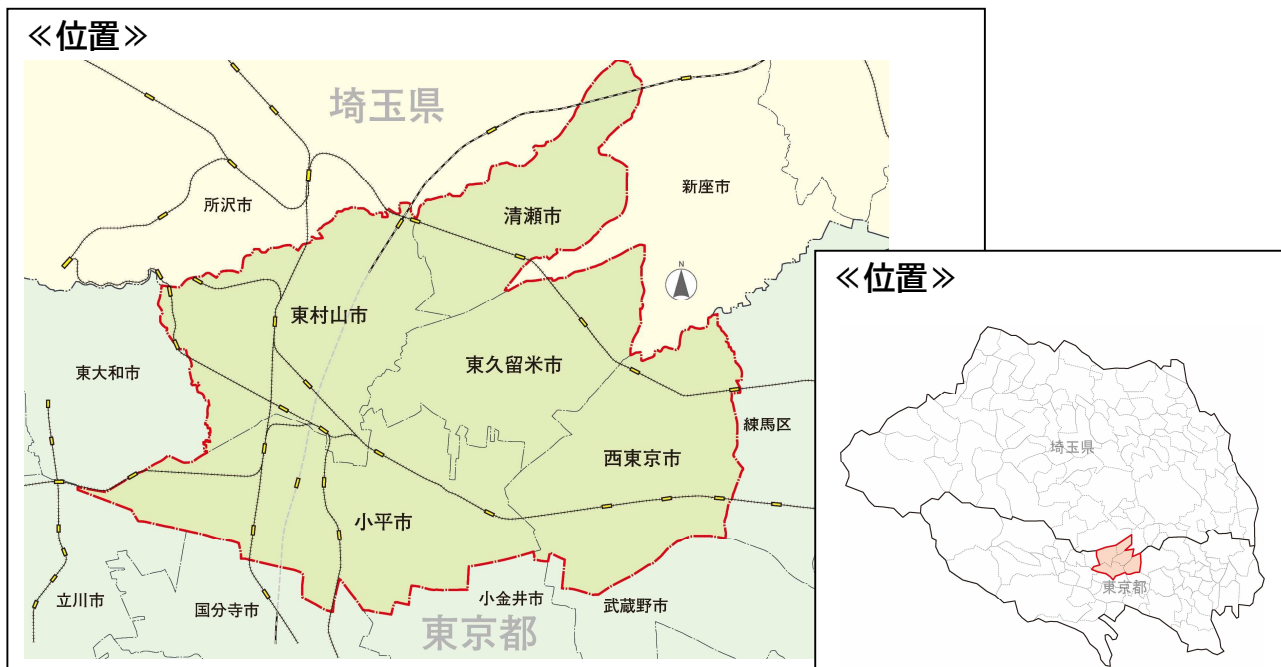 ≪位置≫
埼玉県
新座市
所沢市
清瀬市
N
東村山市
東久留米市
東大和市
練馬区
西東京市
小平市
立川市
国分寺市
小金井市
武蔵野市
東京都
≪位置≫
埼玉県
東京都